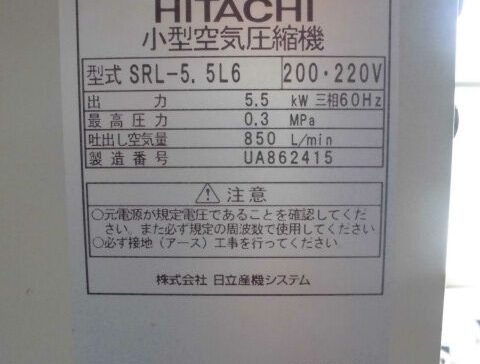 HITACHI
小型空気圧縮機
型式 SRL-5.5L6 200・220V
出力 5.5 kW 三相60Hz
最高圧力 0.3 MPa
吐出し空気量 850 L/min
製造番号 UA862415
⚠ 注意
○元電源が規定電圧であることを確認してくだ
さい。また必ず規定の周波数で使用してください。
○必ず接地（アース）工事を行ってください。
株式会社 日立産機システム